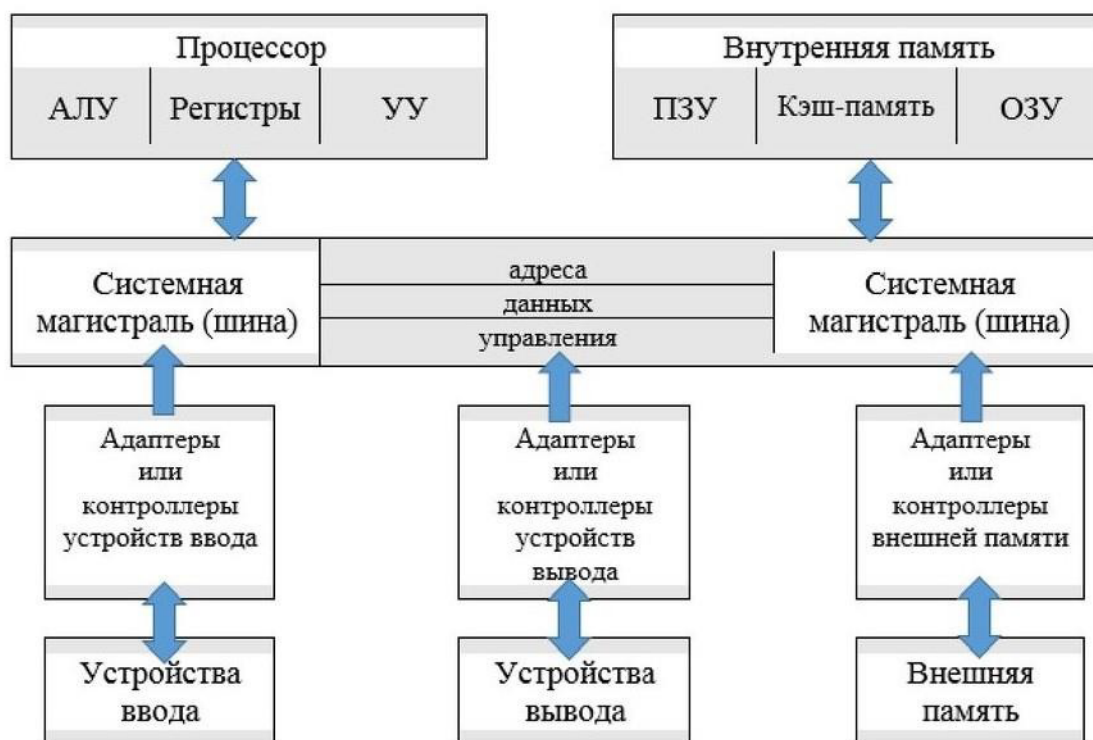 Процессор
АЛУ Регистры УУ
Внутренняя память
ПЗУ Кэш-память ОЗУ
Системная
магистраль (шина)
адреса
данных
управления
Системная
магистраль (шина)
Адаптеры
или
контроллеры
устройств ввода
Адаптеры
или
контроллеры
устройств
вывода
Адаптеры
или
контроллеры
внешней памяти
Устройства
ввода
Устройства
вывода
Внешняя
память